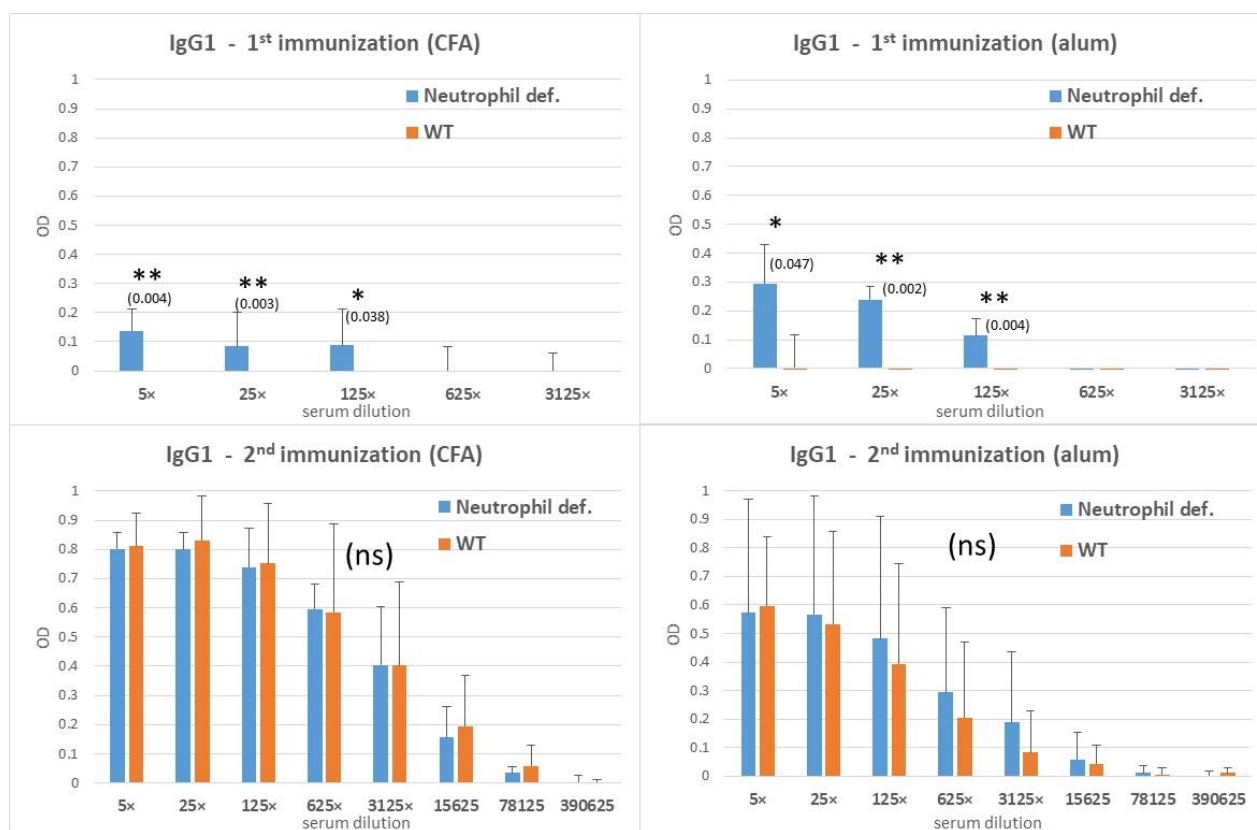 IgG1 - 1st immunization (CFA)
1
0.9
0.8
0.7
0.6
0.5
0.4
0.3
0.2
0.1
0
OD
Neutrophil def.
WT
**
(0.004)
**
(0.003)
*
(0.038)
5× 25× 125× 625× 3125×
serum dilution
IgG1 - 1st immunization (alum)
1
0.9
0.8
0.7
0.6
0.5
0.4
0.3
0.2
0.1
0
OD
Neutrophil def.
WT
*
(0.047)
**
(0.002)
**
(0.004)
5× 25× 125× 625× 3125×
serum dilution
IgG1 - 2nd immunization (CFA)
1
0.9
0.8
0.7
0.6
0.5
0.4
0.3
0.2
0.1
0
OD
Neutrophil def.
WT
(ns)
5× 25× 125× 625× 3125× 15625 78125 390625
serum dilution
IgG1 - 2nd immunization (alum)
1
0.9
0.8
0.7
0.6
0.5
0.4
0.3
0.2
0.1
0
OD
Neutrophil def.
WT
(ns)
5× 25× 125× 625× 3125× 15625 78125 390625
serum dilution